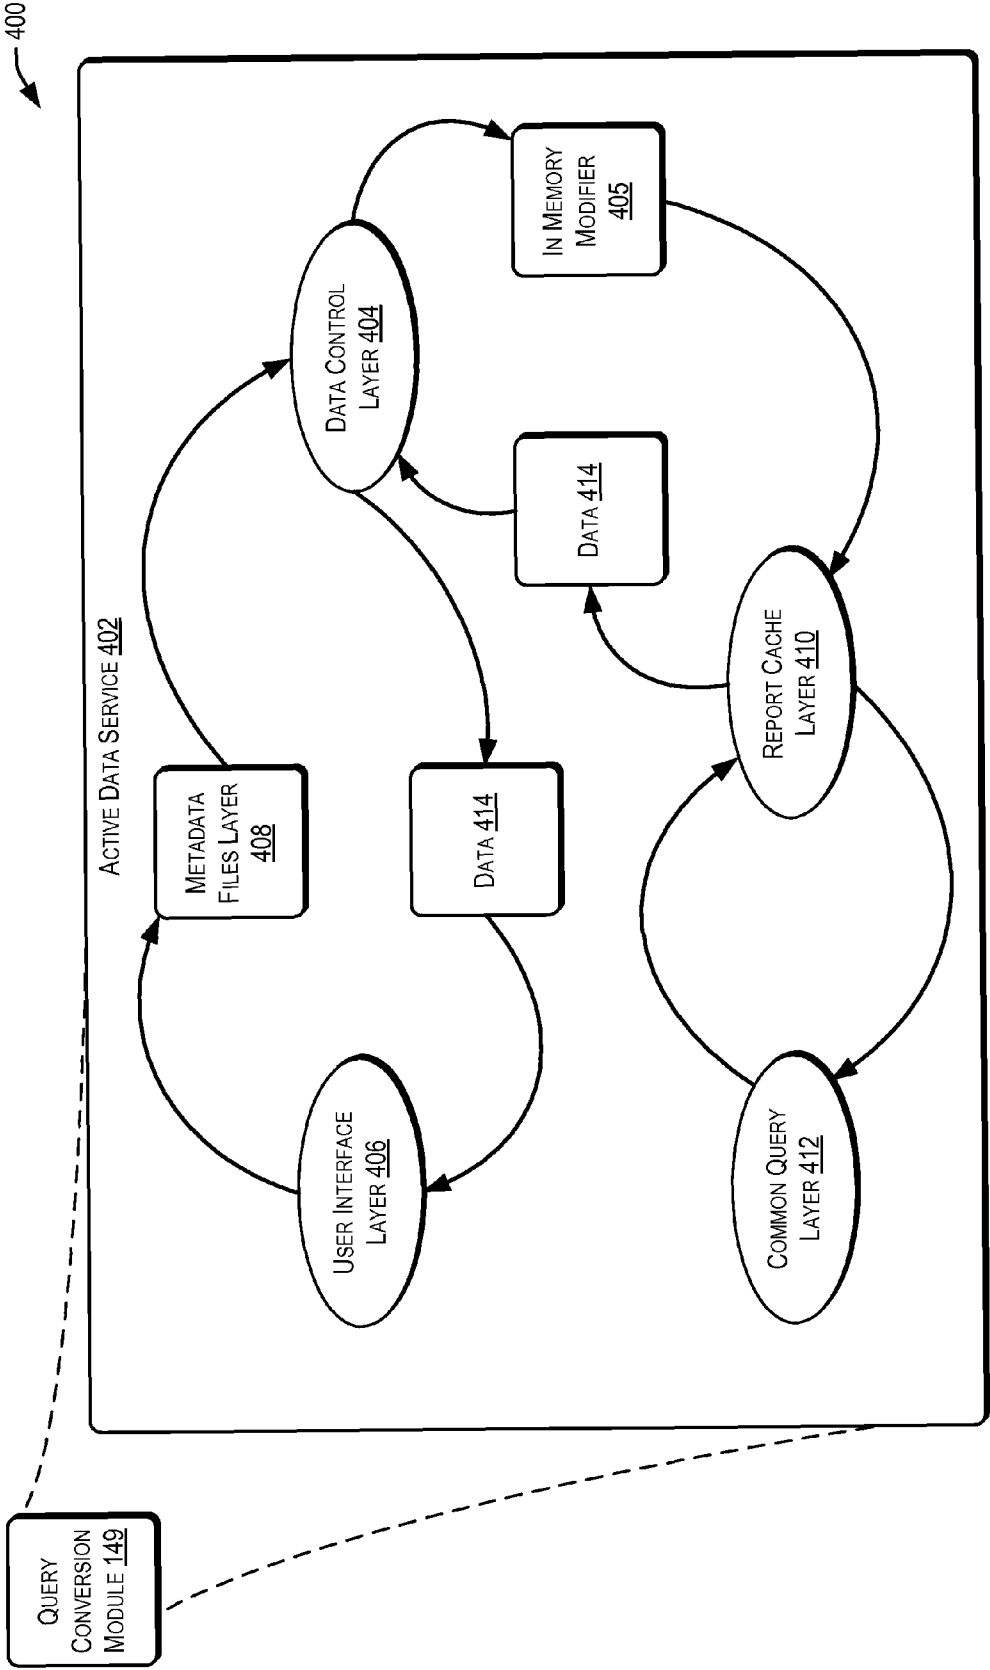 400
QUERY
CONVERSION
MODULE 149
ACTIVE DATA SERVICE 402
METADATA
FILES LAYER
408
DATA CONTROL
LAYER 404
IN MEMORY
MODIFIER
405
USER INTERFACE
LAYER 406
DATA 414
DATA 414
COMMON QUERY
LAYER 412
REPORT CACHE
LAYER 410